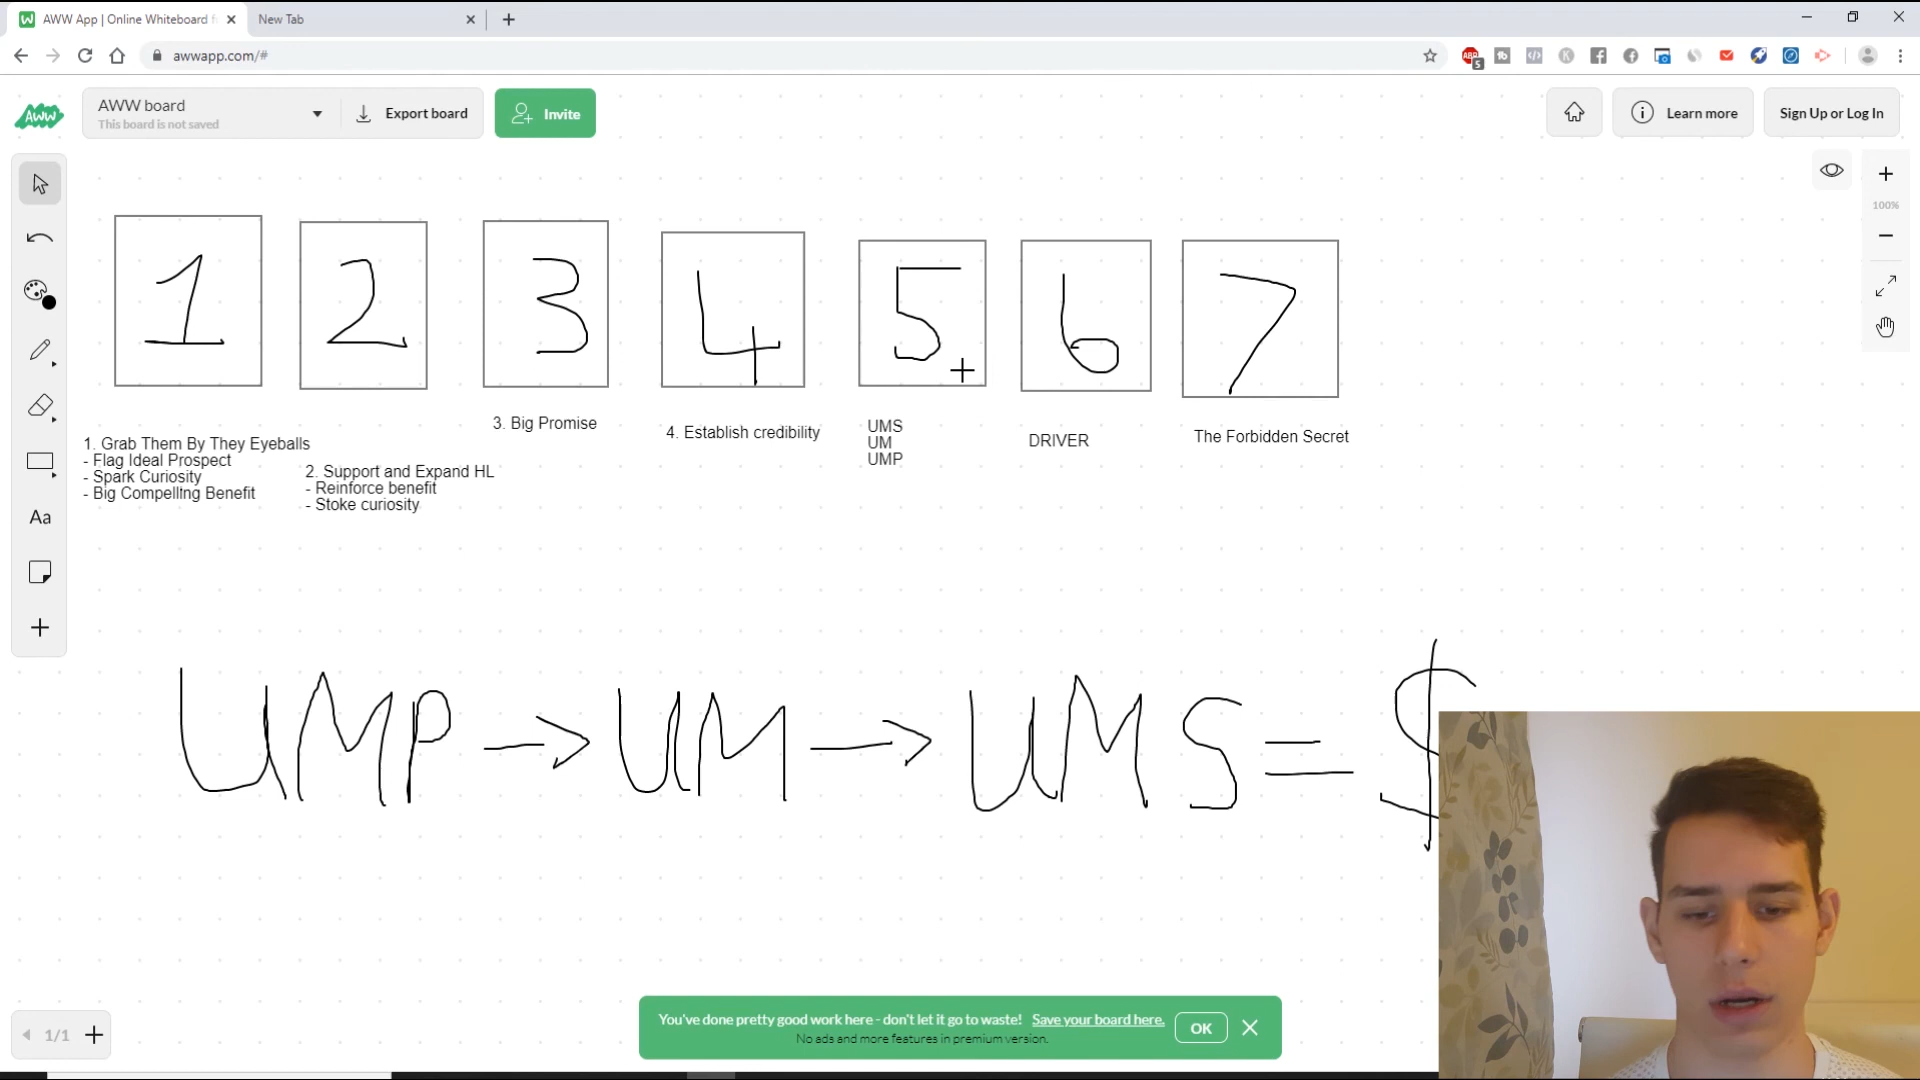 AWW App | Online Whiteboard f
New Tab
awwapp.com/#
ABP
5
AWW
AWW board
This board is not saved
Export board
Invite
Learn more
Sign Up or Log In
100%
1
2
3
4
5
6
7
1. Grab Them By They Eyeballs
- Flag Ideal Prospect
- Spark Curiosity
- Big Compelling Benefit
2. Support and Expand HL
- Reinforce benefit
- Stoke curiosity
3. Big Promise
4. Establish credibility
UMS
UM
UMP
DRIVER
The Forbidden Secret
Aa
UMP → UM → UMS = $
You've done pretty good work here - don't let it go to waste! Save your board here.
No ads and more features in premium version.
OK
1/1